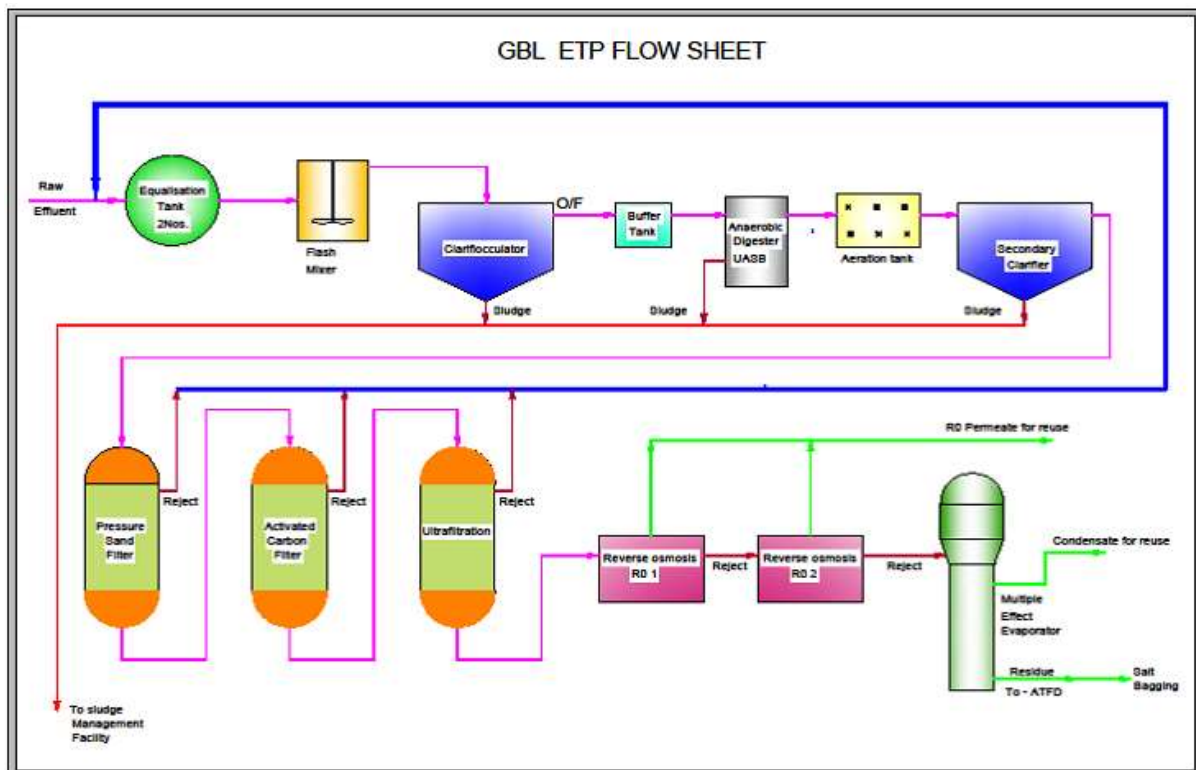 GBL ETP FLOW SHEET
Raw
Effluent
Equalisation
Tank
2Nos.
Flash
Mixer
Clariflocculator
O/F
Buffer
Tank
Anaerobic
Digester
UASB
Aeration tank
Secondary
Clarifier
Sludge
Sludge
Sludge
Pressure
Sand
Filter
Reject
Activated
Carbon
Filter
Reject
Ultrafiltration
Reject
R0 Permeate for reuse
Reverse osmosis
R0 1
Reject
Reverse osmosis
R0 2
Reject
Condensate for reuse
Multiple
Effect
Evaporator
Residue
To - ATFD
Salt
Bagging
To sludge
Management
Facility